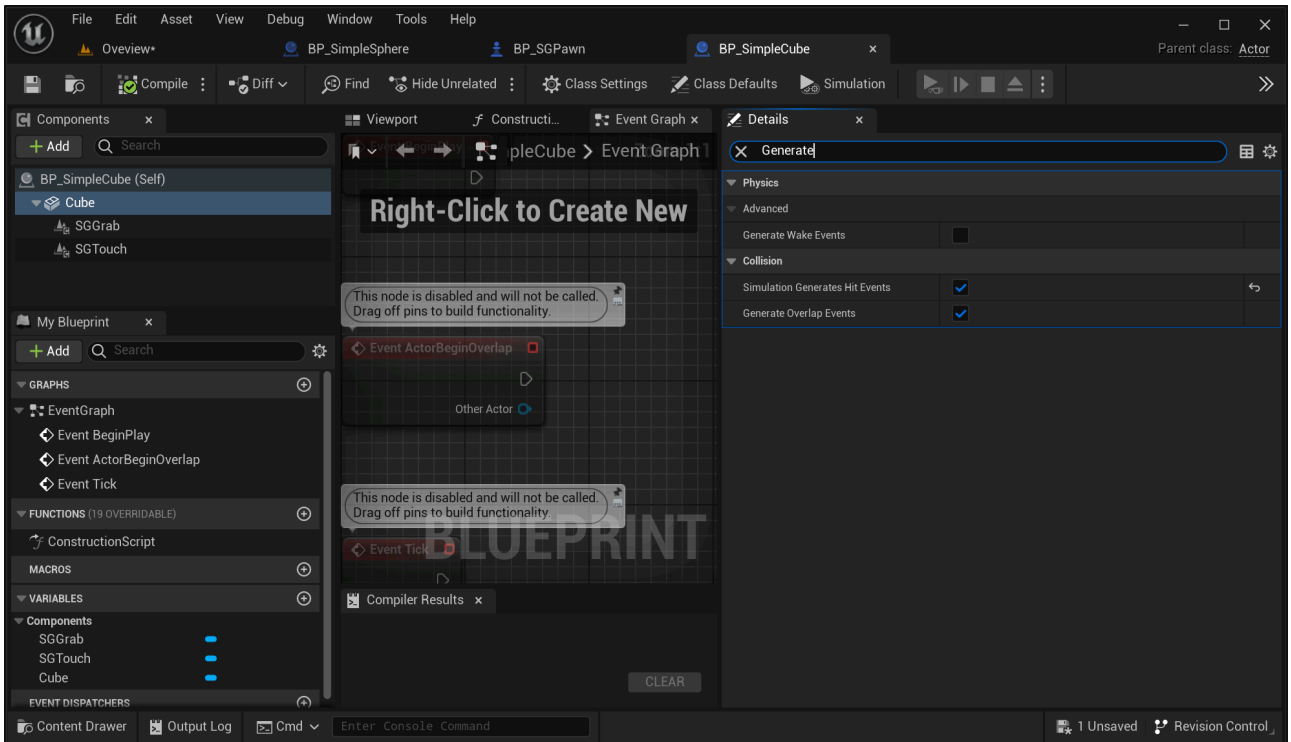 File Edit Asset View Debug Window Tools Help
Oveview* BP_SimpleSphere BP_SGPawn BP_SimpleCube Parent class: Actor
Compile Diff Find Hide Unrelated Class Settings Class Defaults Simulation
Components
Add Search
BP_SimpleCube (Self)
Cube
SGGrab
SGTouch
My Blueprint
Add Search
GRAPHS
EventGraph
Event BeginPlay
Event ActorBeginOverlap
Event Tick
FUNCTIONS (19 OVERRIDABLE)
ConstructionScript
MACROS
VARIABLES
Components
SGGrab
SGTouch
Cube
EVENT DISPATCHERS
Viewport Constructi... Event Graph
pleCube > Event Graph
Right-Click to Create New
This node is disabled and will not be called.
Drag off pins to build functionality.
Event ActorBeginOverlap
Other Actor
This node is disabled and will not be called.
Drag off pins to build functionality.
Event Tick
BLUEPRINT
Compiler Results
CLEAR
Details
Generate
Physics
Advanced
Generate Wake Events
Collision
Simulation Generates Hit Events
Generate Overlap Events
Content Drawer Output Log Cmd Enter Console Command 1 Unsaved Revision Control